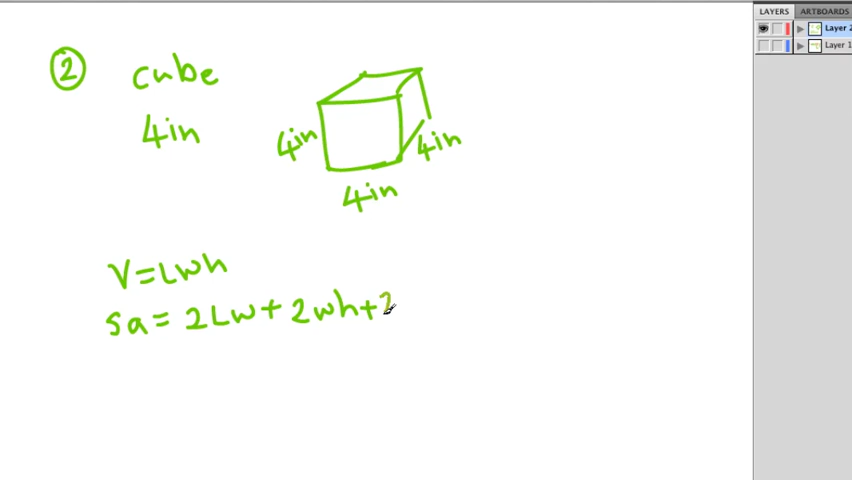 LAYERS ARTBOARDS
Layer 2
Layer 1
2 cube
4in
4in
4in
4in
V=LWh
Sa= 2LW+ 2wh+2